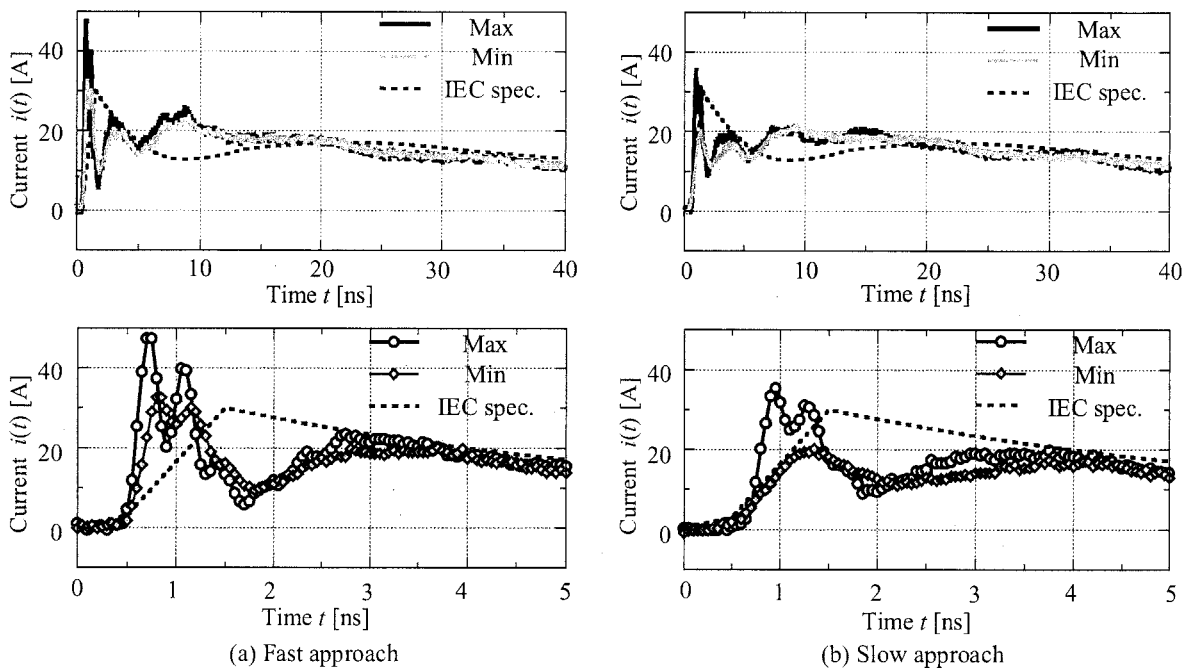 Current i(t) [A]
40
20
0
Max
Min
IEC spec.
0
10
20
30
40
Time t [ns]
Current i(t) [A]
40
20
0
Max
Min
IEC spec.
0
10
20
30
40
Time t [ns]
Current i(t) [A]
40
20
0
Max
Min
IEC spec.
0
1
2
3
4
5
Time t [ns]
(a) Fast approach
Current i(t) [A]
40
20
0
Max
Min
IEC spec.
0
1
2
3
4
5
Time t [ns]
(b) Slow approach